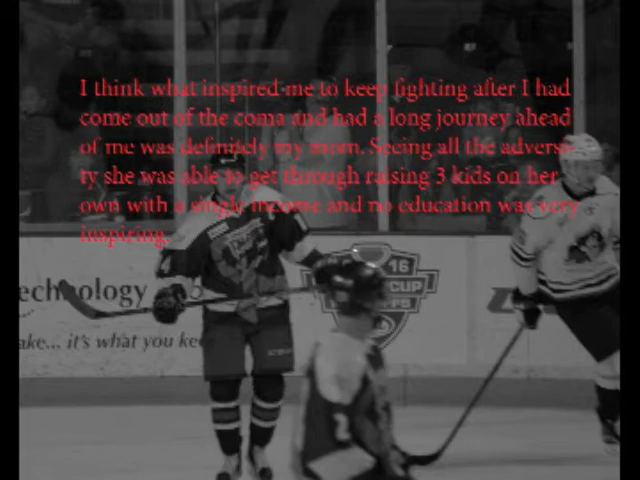 I think what inspired me to keep fighting after I had
come out of the coma and had a long journey ahead
of me was definitely my mom. Seeing all the adversi-
ty she was able to get through raising 3 kids on her
own with a single income and no education was very
inspiring.
16
CUP
echnology
ake... it's what you kee